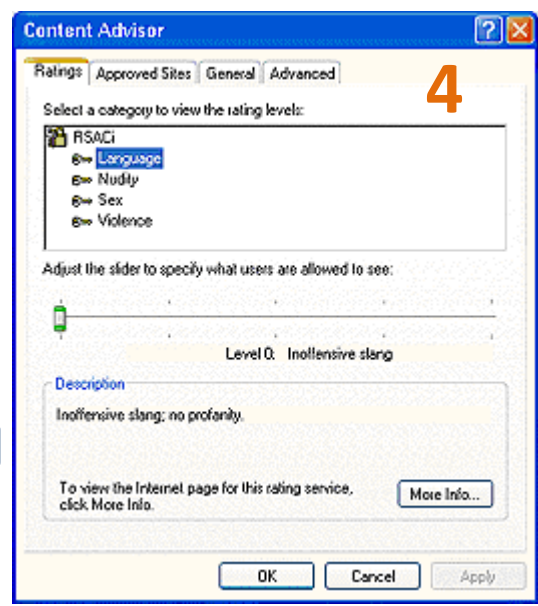 Content Advisor
Ratings Approved Sites General Advanced
4
Select a category to view the rating levels:
RSACi
Language
Nudity
Sex
Violence
Adjust the slider to specify what users are allowed to see:
Level 0: Inoffensive slang
Description
Inoffensive slang; no profanity.
To view the Internet page for this rating service,
click More Info.
More Info...
OK Cancel Apply